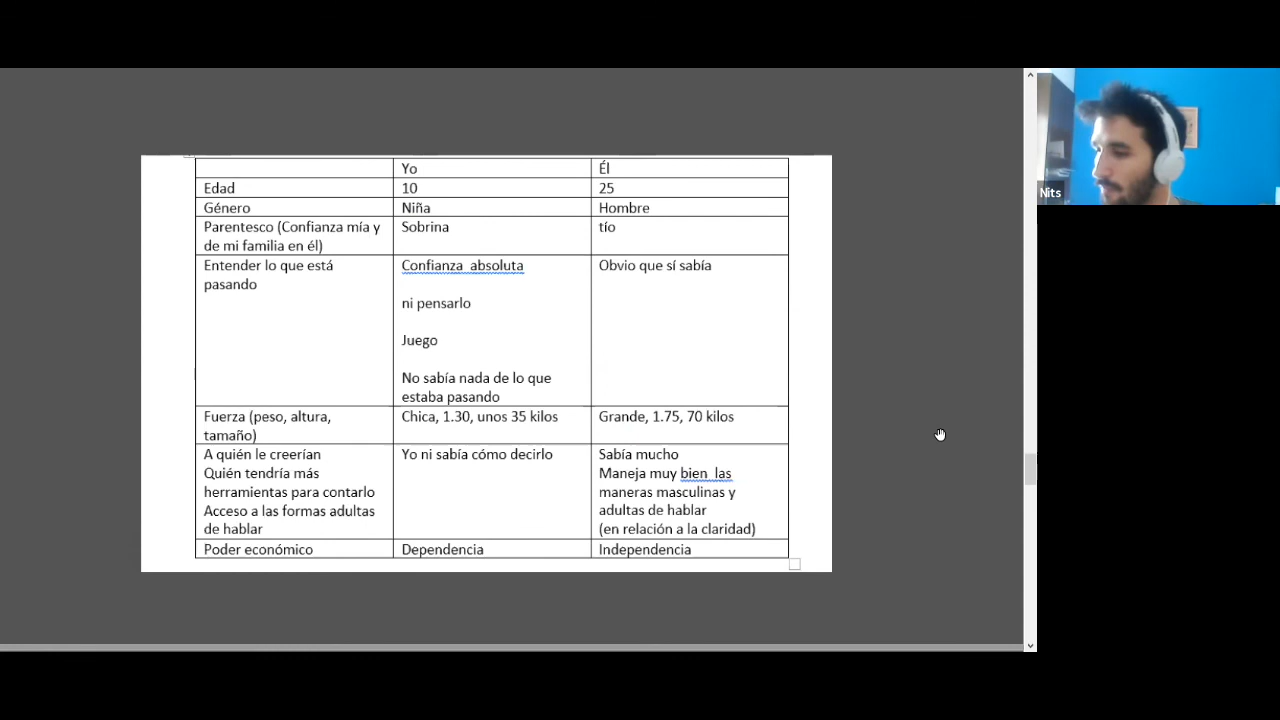 Yo Él
Edad 10 25
Género Niña Hombre
Parentesco (Confianza mía y Sobrina tío
de mi familia en él)
Entender lo que está Confianza  absoluta Obvio que sí sabía
pasando
ni pensarlo
Juego
No sabía nada de lo que
estaba pasando
Fuerza (peso, altura, Chica, 1.30, unos 35 kilos Grande, 1.75, 70 kilos
tamaño)
A quién le creerían Yo ni sabía cómo decirlo Sabía mucho
Quién tendría más Maneja muy bien  las
herramientas para contarlo maneras masculinas y
Acceso a las formas adultas adultas de hablar
de hablar (en relación a la claridad)
Poder económico Dependencia Independencia
Nits